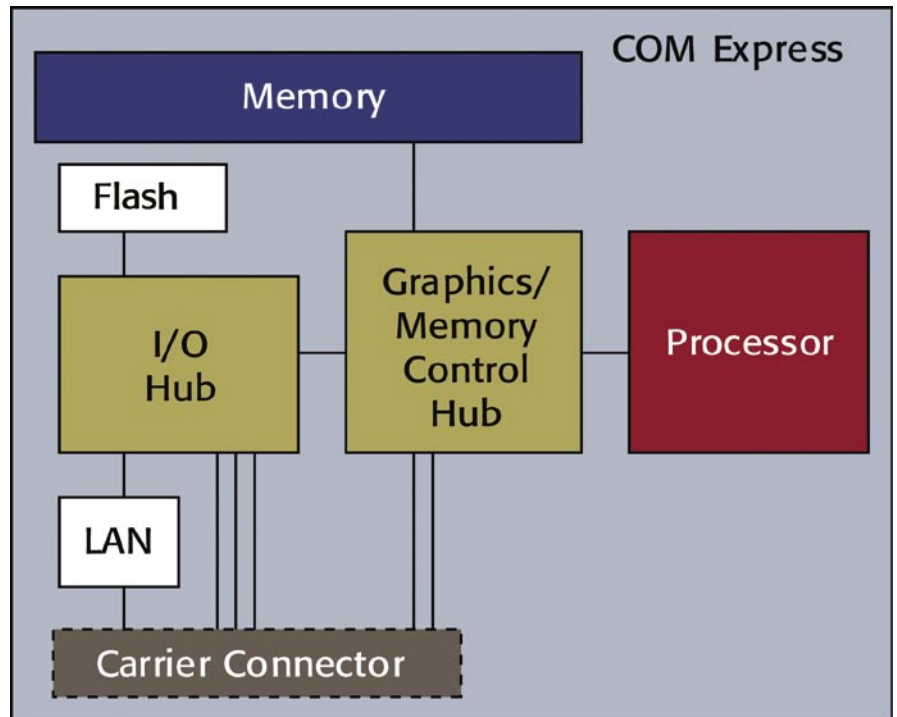 COM Express
Memory
Flash
Graphics/
Memory
Control
Hub
Processor
I/O
Hub
LAN
Carrier Connector